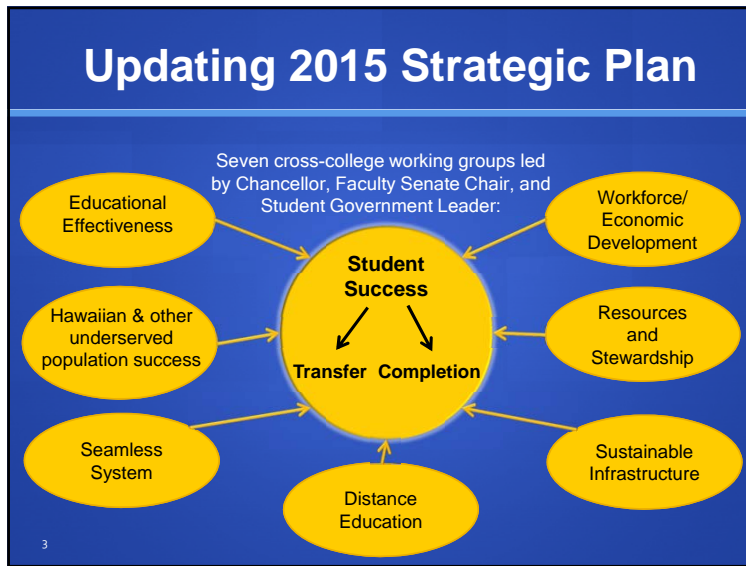 Updating 2015 Strategic Plan
Seven cross-college working groups led
by Chancellor, Faculty Senate Chair, and
Student Government Leader:
Educational
Effectiveness
Workforce/
Economic
Development
Student
Success
Transfer Completion
Hawaiian & other
underserved
population success
Resources
and
Stewardship
Seamless
System
Sustainable
Infrastructure
Distance
Education
3